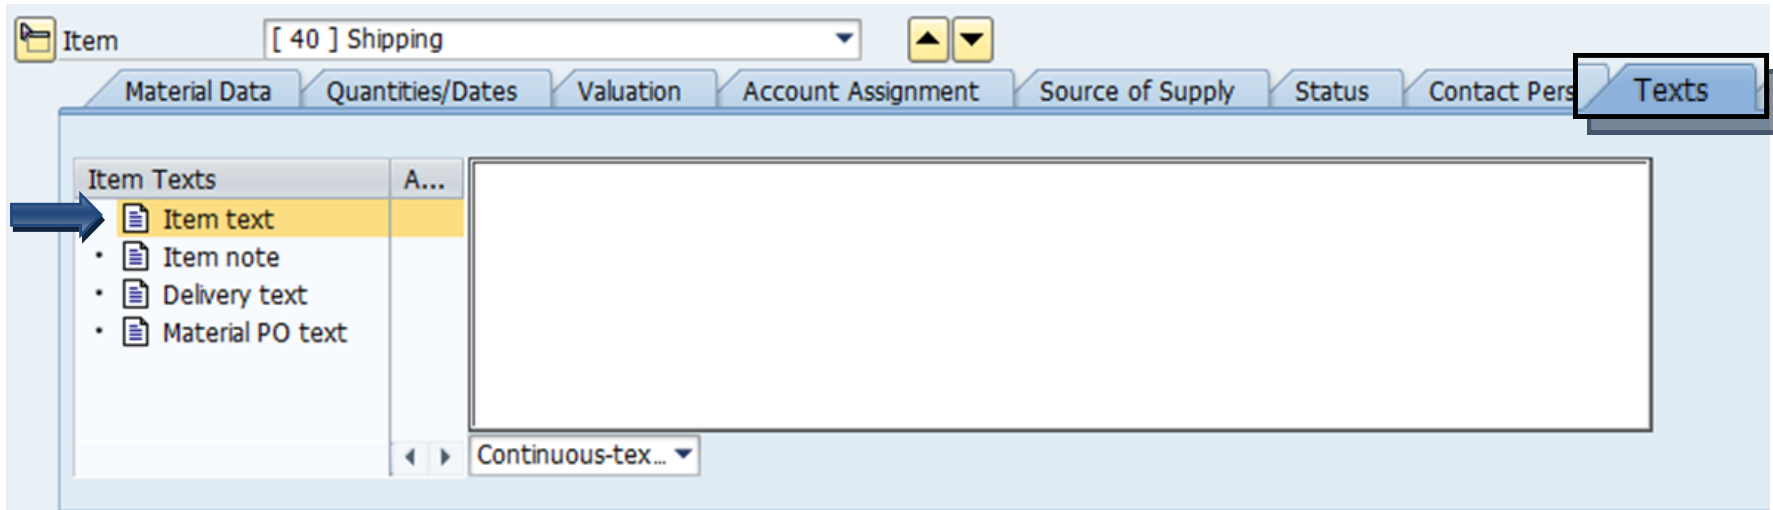 Item [ 40 ] Shipping
Material Data Quantities/Dates Valuation Account Assignment Source of Supply Status Contact Pers Texts
Item Texts A...
Item text
Item note
Delivery text
Material PO text
Continuous-tex...